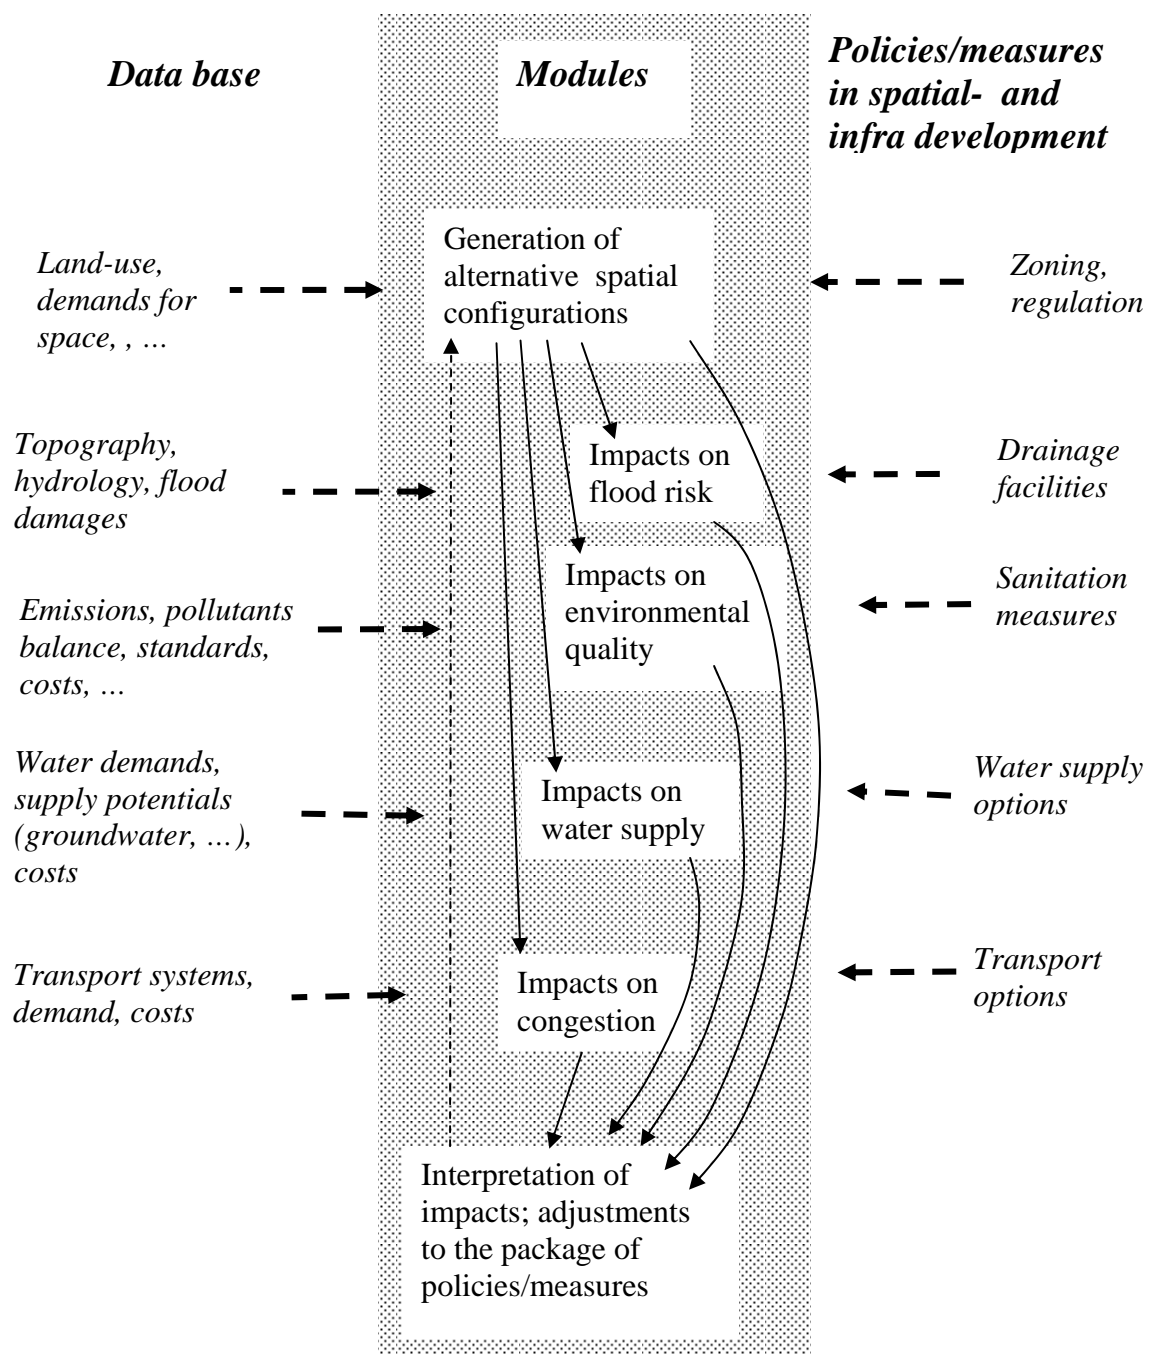 Data base
Modules
Policies/measures
in spatial- and
infra development
Land-use,
demands for
space, , ...
Generation of
alternative spatial
configurations
Zoning,
regulation
Topography,
hydrology, flood
damages
Impacts on
flood risk
Drainage
facilities
Emissions, pollutants
balance, standards,
costs, ...
Impacts on
environmental
quality
Sanitation
measures
Water demands,
supply potentials
(groundwater, ...),
costs
Impacts on
water supply
Water supply
options
Transport systems,
demand, costs
Impacts on
congestion
Transport
options
Interpretation of
impacts; adjustments
to the package of
policies/measures